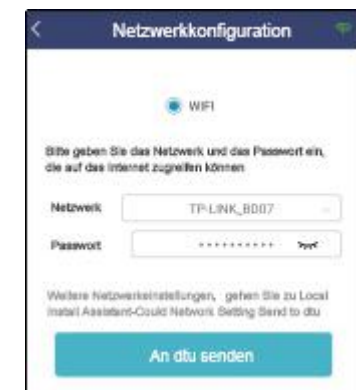 Netzwerkkonfiguration
WIFI
Bitte geben Sie das Netzwerk und das Passwort ein,
die auf das Internet zugreifen können
Netzwerk TP-LINK_BD07
Passwort **********
Weitere Netzwerkeinstellungen, gehen Sie zu Local
Install Assistant-Could Network Setting Send to dtu
An dtu senden